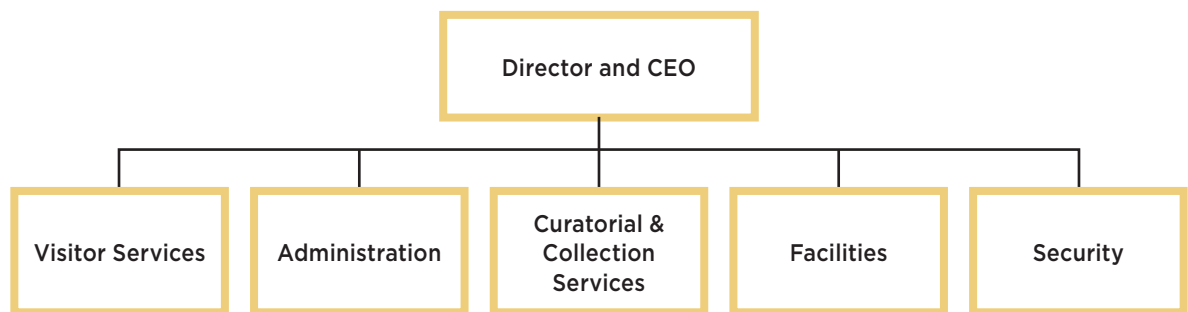 Director and CEO
Visitor Services
Administration
Curatorial &
Collection
Services
Facilities
Security